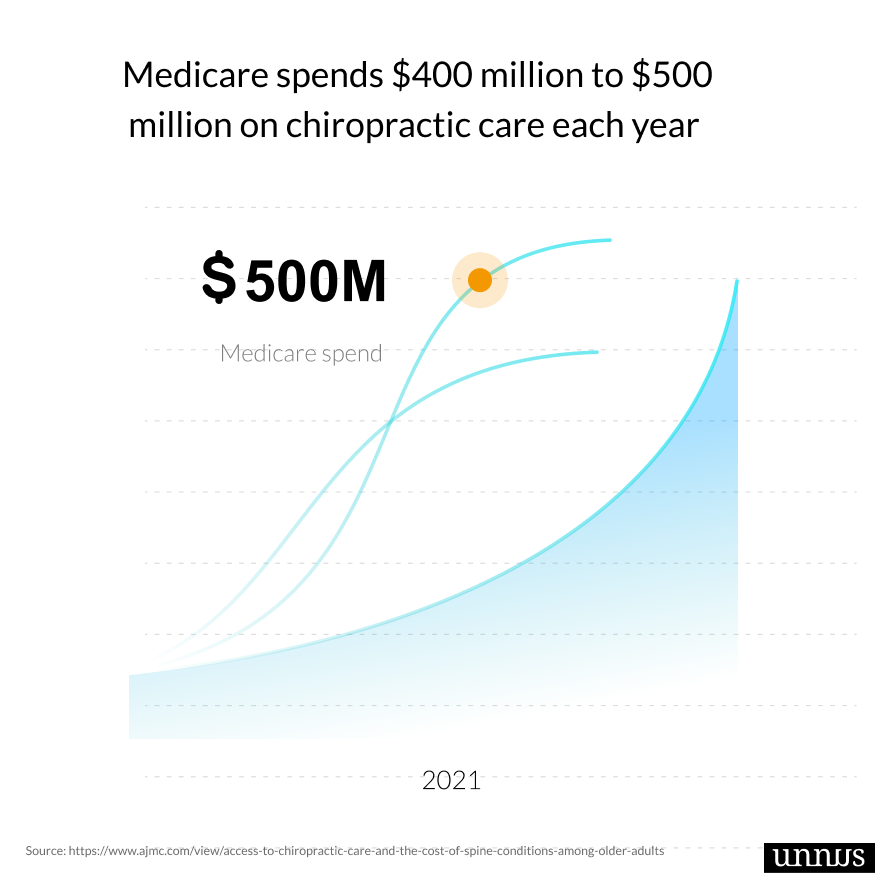 Medicare spends $400 million to $500
million on chiropractic care each year
$500M
Medicare spend
2021
Source: https://www.ajmc.com/view/access-to-chiropractic-care-and-the-cost-of-spine-conditions-among-older-adults
unnus